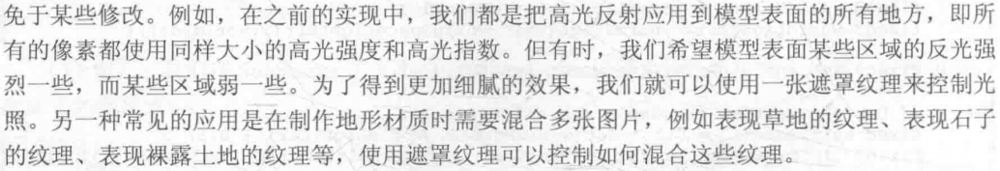 免于某些修改。例如，在之前的实现中，我们都是把高光反射应用到模型表面的所有地方，即所
有的像素都使用同样大小的高光强度和高光指数。但有时，我们希望模型表面某些区域的反光强
烈一些，而某些区域弱一些。为了得到更加细腻的效果，我们就可以使用一张遮罩纹理来控制光
照。另一种常见的应用是在制作地形材质时需要混合多张图片，例如表现草地的纹理、表现石子
的纹理、表现裸露土地的纹理等，使用遮罩纹理可以控制如何混合这些纹理。